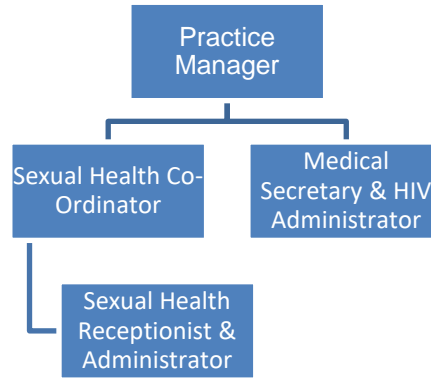 Practice
Manager
Sexual Health Co-
Ordinator
Medical
Secretary & HIV
Administrator
Sexual Health
Receptionist &
Administrator